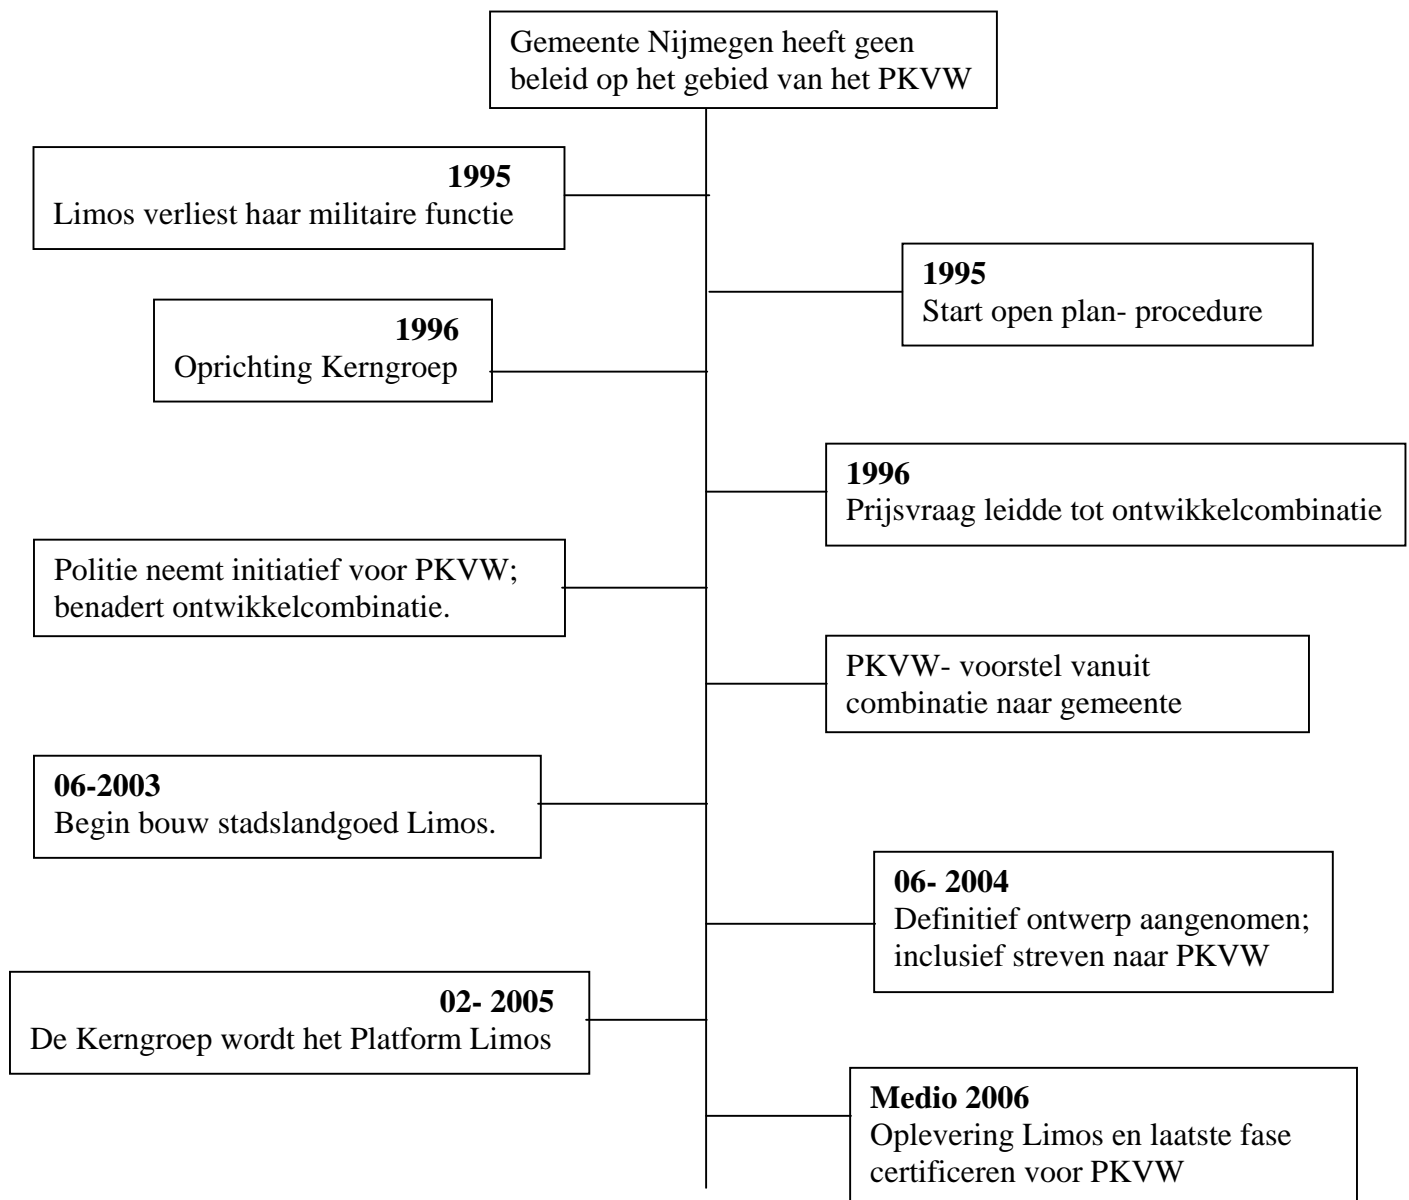 Gemeente Nijmegen heeft geen
beleid op het gebied van het PKVW
1995
Limos verliest haar militaire functie
1995
Start open plan- procedure
1996
Oprichting Kerngroep
1996
Prijsvraag leidde tot ontwikkelcombinatie
Politie neemt initiatief voor PKVW;
benadert ontwikkelcombinatie.
PKVW- voorstel vanuit
combinatie naar gemeente
06-2003
Begin bouw stadslandgoed Limos.
06- 2004
Definitief ontwerp aangenomen;
inclusief streven naar PKVW
02- 2005
De Kerngroep wordt het Platform Limos
Medio 2006
Oplevering Limos en laatste fase
certificeren voor PKVW